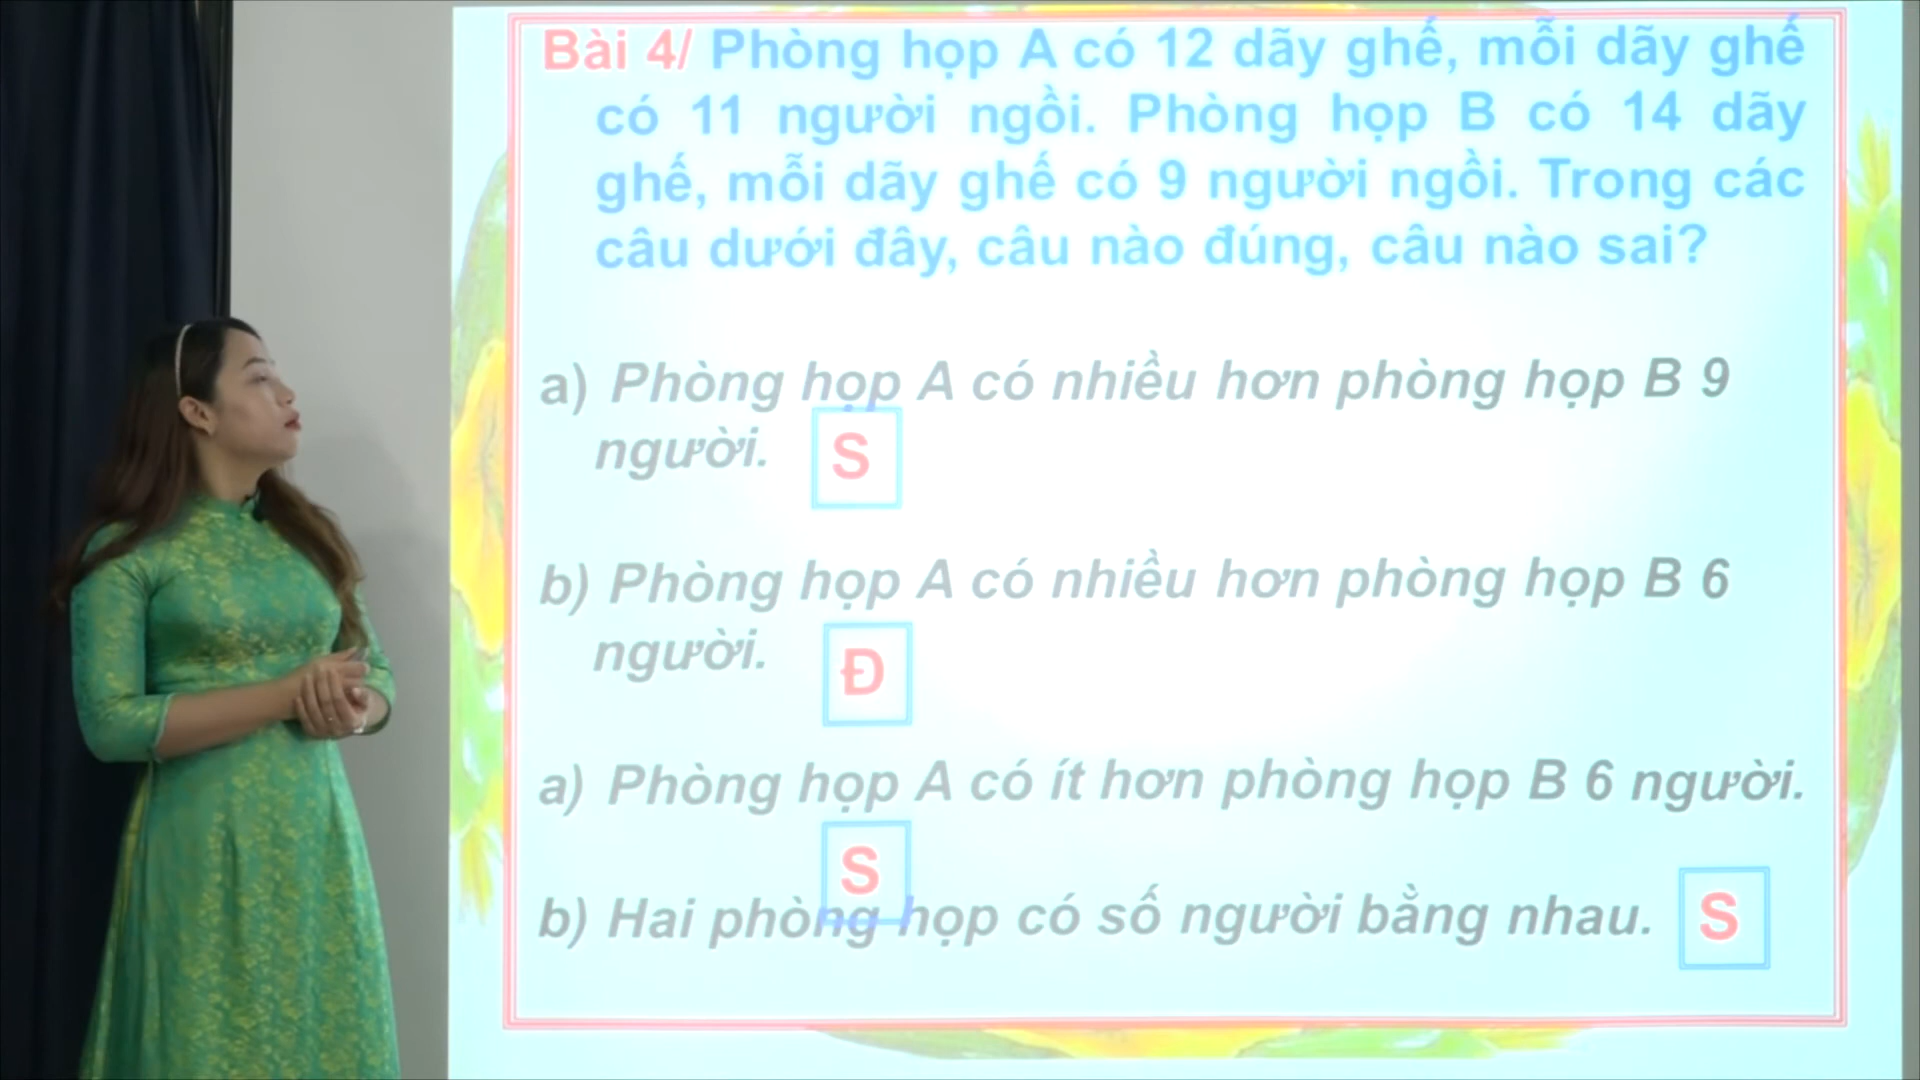 Bài 4/ Phòng họp A có 12 dãy ghế, mỗi dãy ghế
có 11 người ngồi. Phòng họp B có 14 dãy
ghế, mỗi dãy ghế có 9 người ngồi. Trong các
câu dưới đây, câu nào đúng, câu nào sai?
a) Phòng họp A có nhiều hơn phòng họp B 9
người. S
b) Phòng họp A có nhiều hơn phòng họp B 6
người. Đ
a) Phòng họp A có ít hơn phòng họp B 6 người.
S
b) Hai phòng họp có số người bằng nhau. S